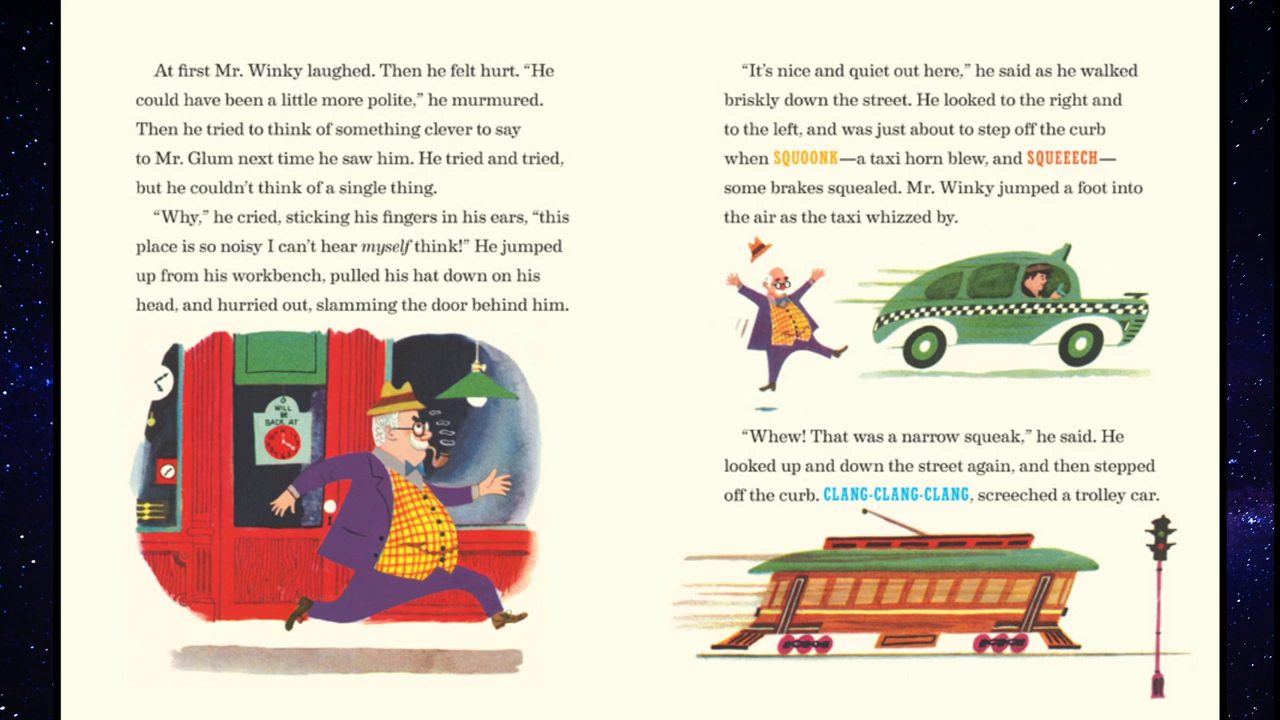 At first Mr. Winky laughed. Then he felt hurt. “He
could have been a little more polite,” he murmured.
Then he tried to think of something clever to say
to Mr. Glum next time he saw him. He tried and tried,
but he couldn’t think of a single thing.
“Why,” he cried, sticking his fingers in his ears, “this
place is so noisy I can’t hear myself think!” He jumped
up from his workbench, pulled his hat down on his
head, and hurried out, slamming the door behind him.
WILL
BE
BACK AT
“It’s nice and quiet out here,” he said as he walked
briskly down the street. He looked to the right and
to the left, and was just about to step off the curb
when SQUOONK—a taxi horn blew, and SQUEEECH—
some brakes squealed. Mr. Winky jumped a foot into
the air as the taxi whizzed by.
“Whew! That was a narrow squeak,” he said. He
looked up and down the street again, and then stepped
off the curb. CLANG-CLANG-CLANG, screeched a trolley car.